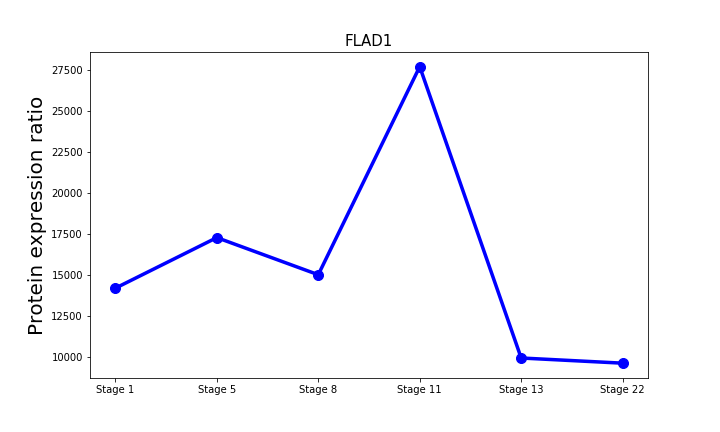 FLAD1
Protein expression ratio
27500
25000
22500
20000
17500
15000
12500
10000
Stage 1 Stage 5 Stage 8 Stage 11 Stage 13 Stage 22